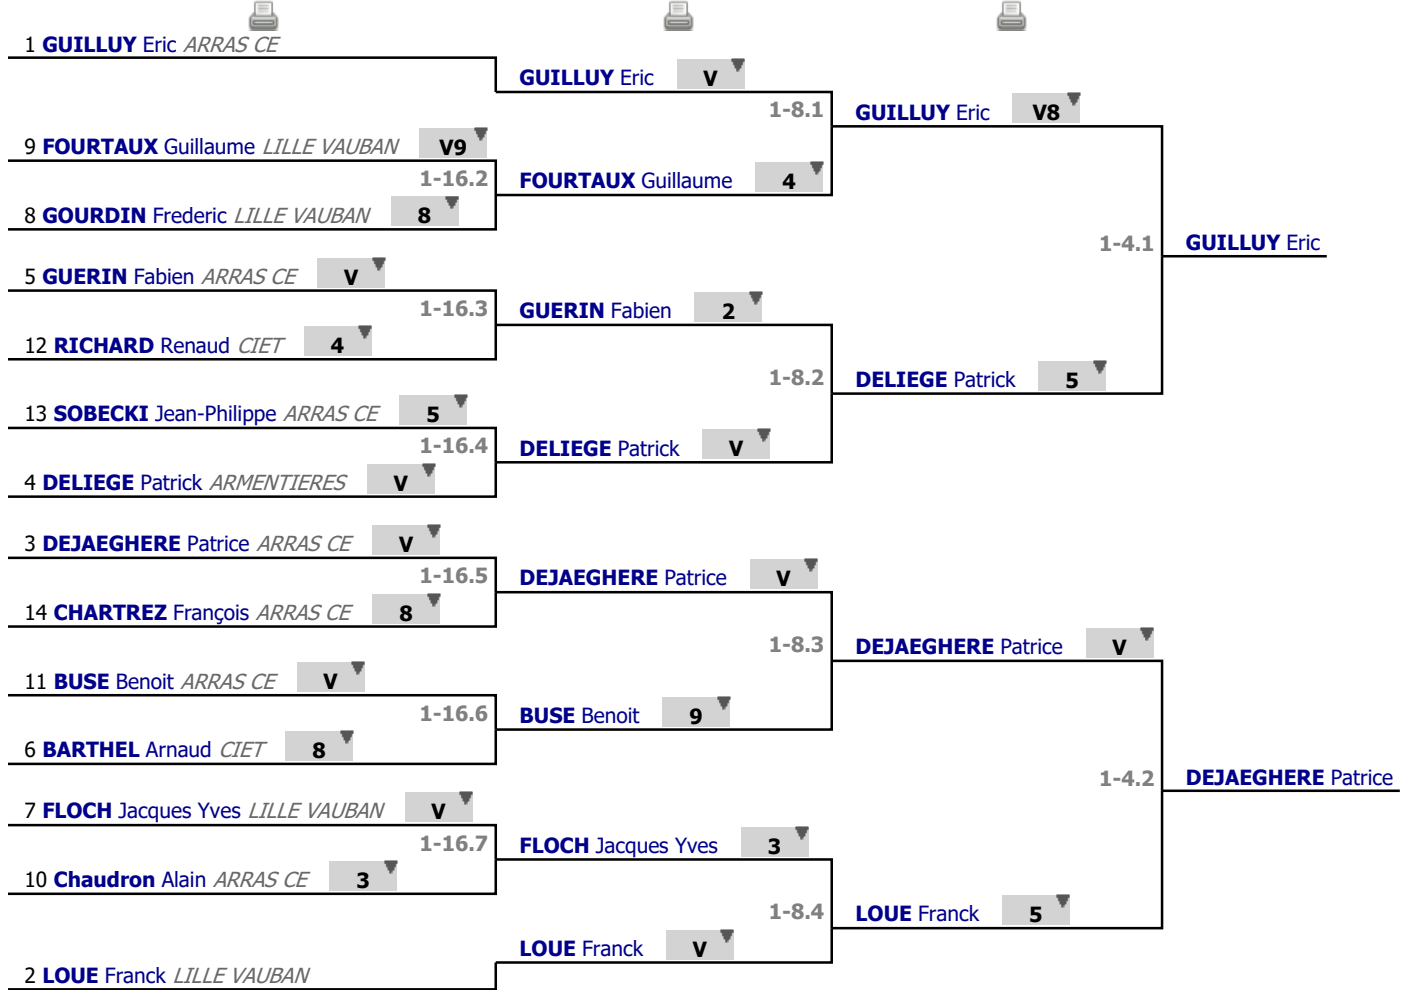 1 GUILLUY Eric ARRAS CE
GUILLUY Eric V
1-8.1
GUILLUY Eric V8
9 FOURTAUX Guillaume LILLE VAUBAN V9
1-16.2
FOURTAUX Guillaume 4
8 GOURDIN Frederic LILLE VAUBAN 8
1-4.1
GUILLUY Eric
5 GUERIN Fabien ARRAS CE V
1-16.3
GUERIN Fabien 2
12 RICHARD Renaud CIET 4
1-8.2
DELIEGE Patrick 5
13 SOBECKI Jean-Philippe ARRAS CE 5
1-16.4
DELIEGE Patrick V
4 DELIEGE Patrick ARMENTIERES V
3 DEJAEGHERE Patrice ARRAS CE V
1-16.5
DEJAEGHERE Patrice V
14 CHARTREZ François ARRAS CE 8
1-8.3
DEJAEGHERE Patrice V
11 BUSE Benoit ARRAS CE V
1-16.6
BUSE Benoit 9
6 BARTHEL Arnaud CIET 8
1-4.2
DEJAEGHERE Patrice
7 FLOCH Jacques Yves LILLE VAUBAN V
1-16.7
FLOCH Jacques Yves 3
10 Chaudron Alain ARRAS CE 3
1-8.4
LOUE Franck 5
LOUE Franck V
2 LOUE Franck LILLE VAUBAN